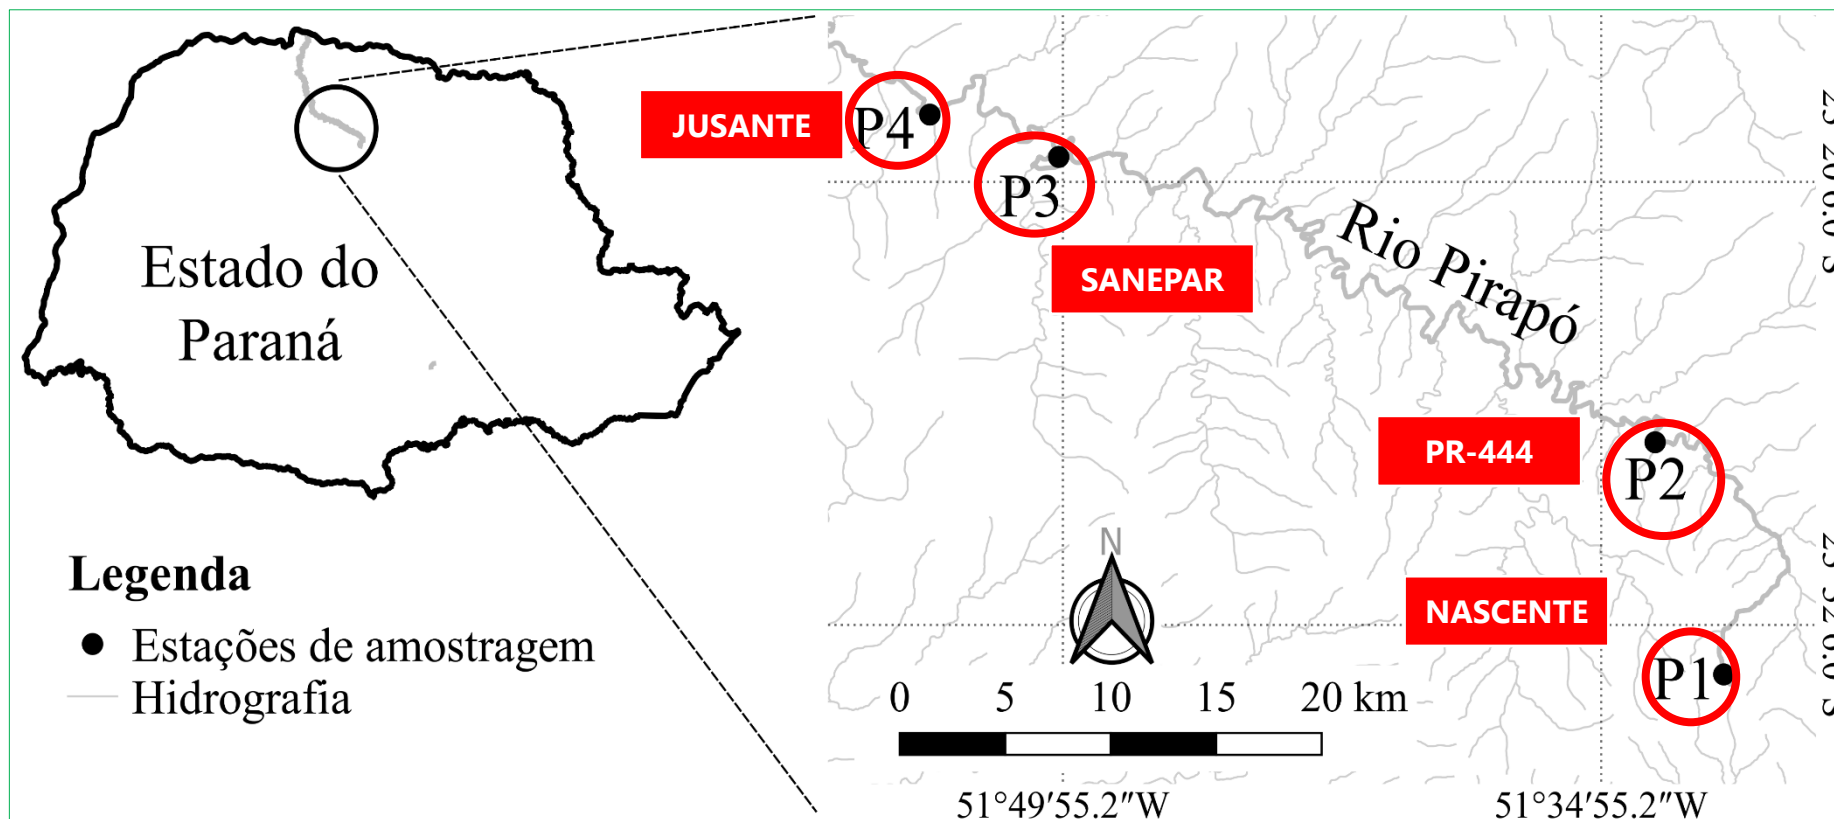 Estado do
Paraná
Legenda
Estações de amostragem
Hidrografia
JUSANTE
P4
P3
SANEPAR
Rio Pirapó
PR-444
P2
NASCENTE
P1
N
0 5 10 15 20 km
51°49'55.2"W
51°34'55.2"W